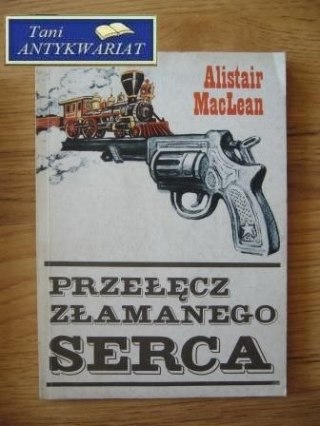 Tani
ANTYKWARIAT
Alistair
MacLean
PRZEŁĘCZ
ZŁAMANEGO
SERCA